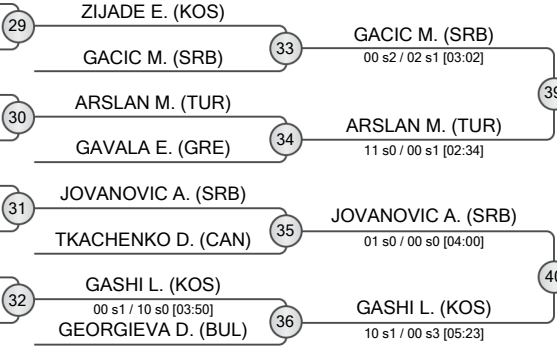 29
ZIJADE E. (KOS)
GACIC M. (SRB)
33
GACIC M. (SRB)
00 s2 / 02 s1 [03:02]
39
30
ARSLAN M. (TUR)
GAVALA E. (GRE)
34
ARSLAN M. (TUR)
11 s0 / 00 s1 [02:34]
31
JOVANOVIC A. (SRB)
TKACHENKO D. (CAN)
35
JOVANOVIC A. (SRB)
01 s0 / 00 s0 [04:00]
40
32
GASHI L. (KOS)
00 s1 / 10 s0 [03:50]
GEORGIEVA D. (BUL)
36
GASHI L. (KOS)
10 s1 / 00 s3 [05:23]